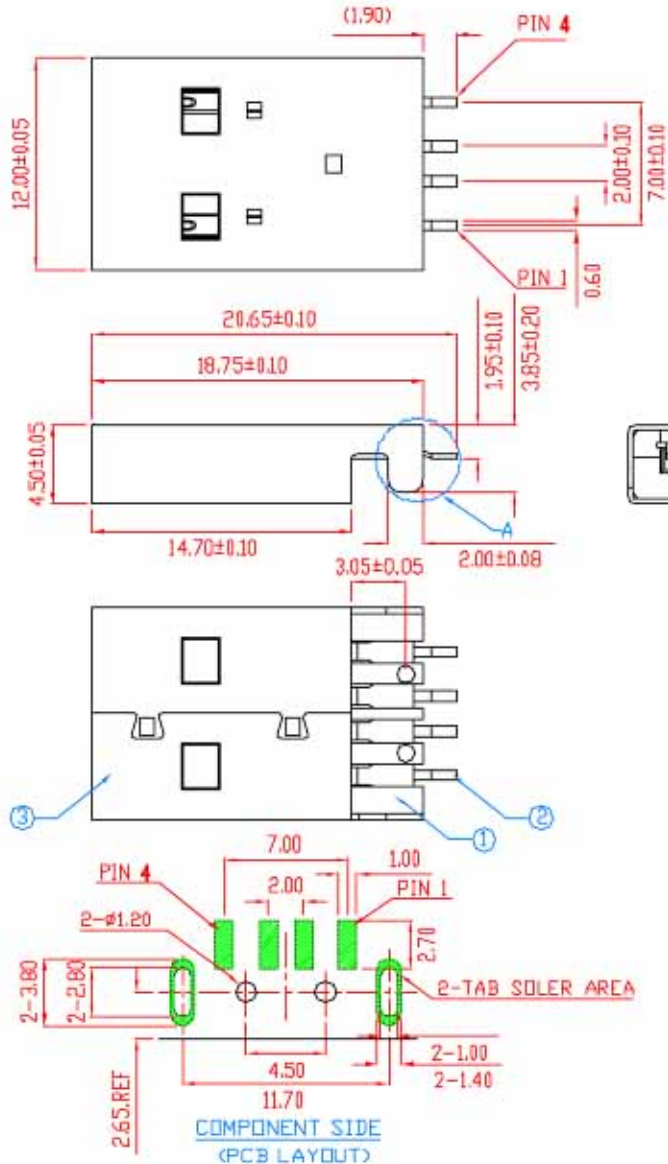 (1.90)
PIN 4
12.00±0.05
2.00±0.10
7.00±0.10
PIN 1
0.60
20.65±0.10
18.75±0.10
1.95±0.10
3.85±0.20
4.50±0.05
A
14.70±0.10
2.00±0.08
3.05±0.05
③
②
①
7.00
PIN 4
1.00
2.00
PIN 1
2-ø1.20
2.70
2-3.80
2-2.80
2-TAB SOLER AREA
2-1.00
4.50
2-1.40
11.70
2.65.REF
COMPONENT SIDE
(PCB LAYOUT)